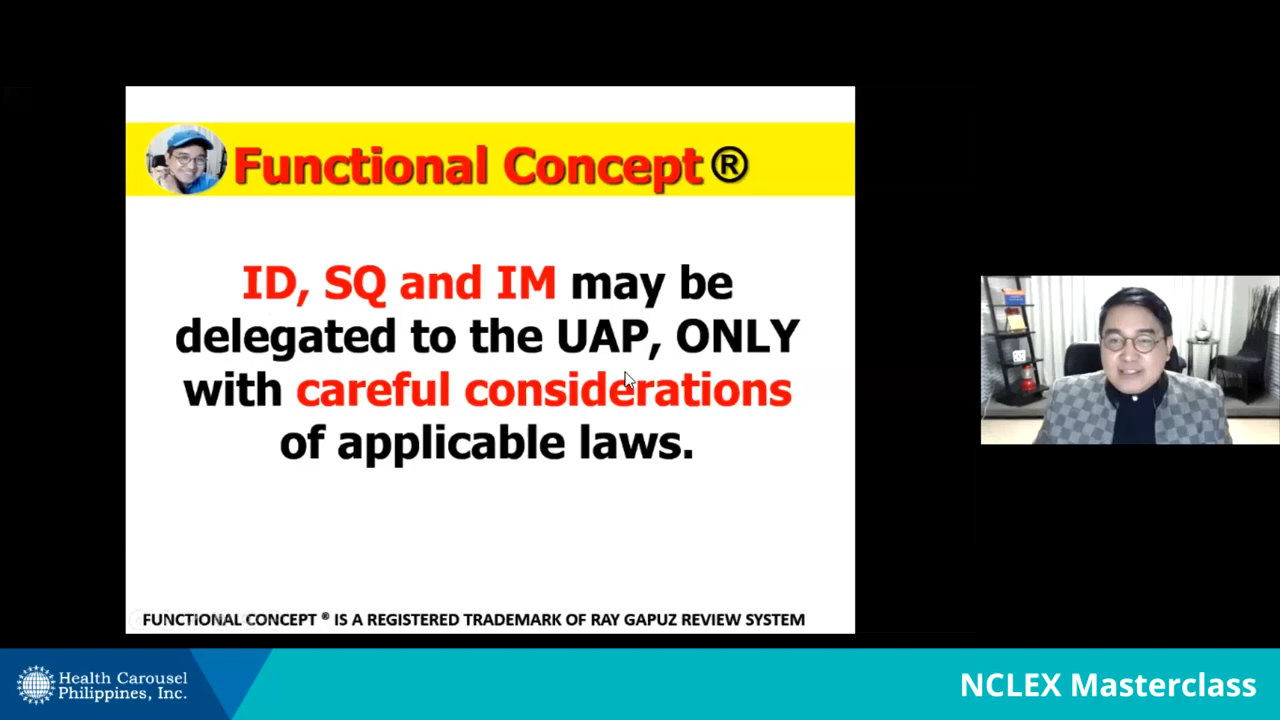 Functional Concept®
ID, SQ and IM may be
delegated to the UAP, ONLY
with careful considerations
of applicable laws.
FUNCTIONAL CONCEPT ® IS A REGISTERED TRADEMARK OF RAY GAPUZ REVIEW SYSTEM
Health Carousel
Philippines, Inc.
NCLEX Masterclass